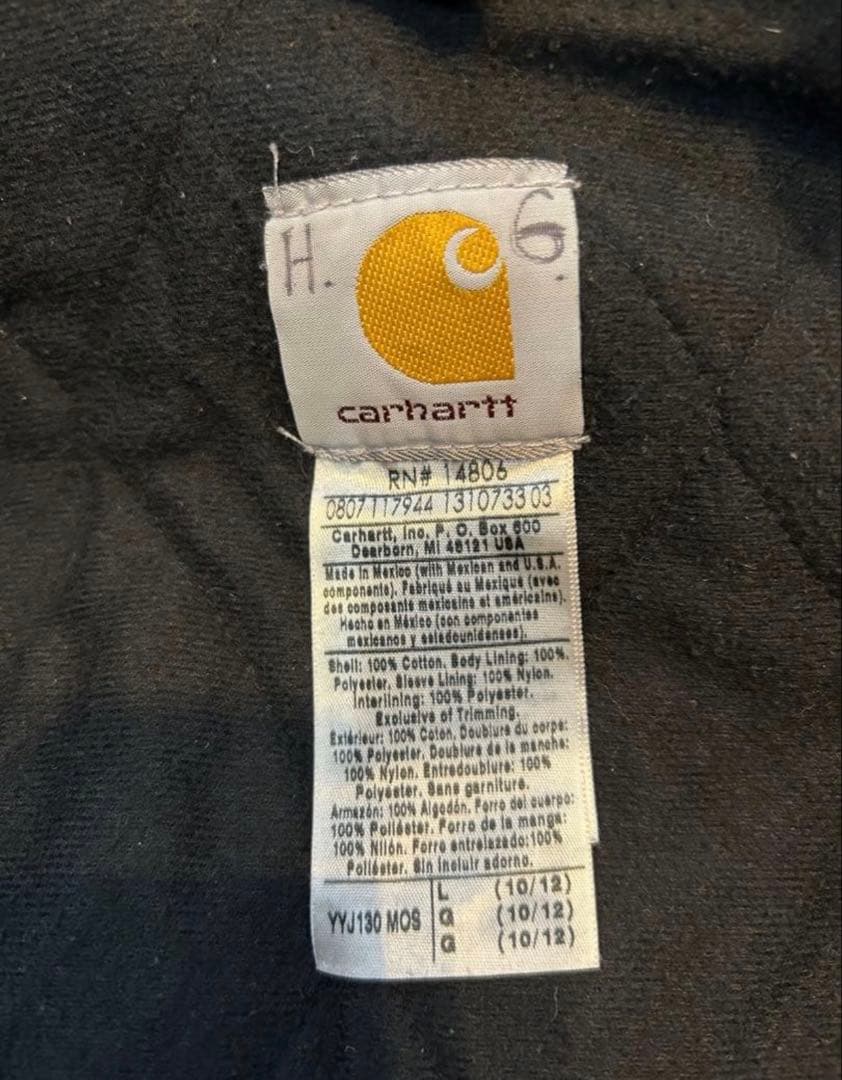 H. G.
carhartt
RN# 14806
0807117944 131073303
Carhartt, Inc. P. O. Box 600
Dearborn, MI 48121 USA
Made in Mexico (with Mexican and U.S.A.
components). Fabriqué au Mexique (avec
des composants mexicains et américains).
Hecho en México (con componentes
mexicanos y estadounidenses).
Shell: 100% Cotton. Body Lining: 100%.
Polyester, Sleeve Lining: 100% Nylon.
Interlining: 100% Polyester.
Exclusive of Trimming.
Extérieur: 100% Coton. Doublure du corps:
100% Polyester, Doublure de la manche:
100% Nylon. Entredoublure: 100%
Polyester. Sans garniture.
Armazón: 100% Algodón. Forro del cuerpo:
100% Poliéster. Forro de la manga:
100% Nilón. Forro entrelazado:100%
Poliéster. Sin incluir adorno.
YYJ130 MOS
L (10/12)
G (10/12)
G (10/12)